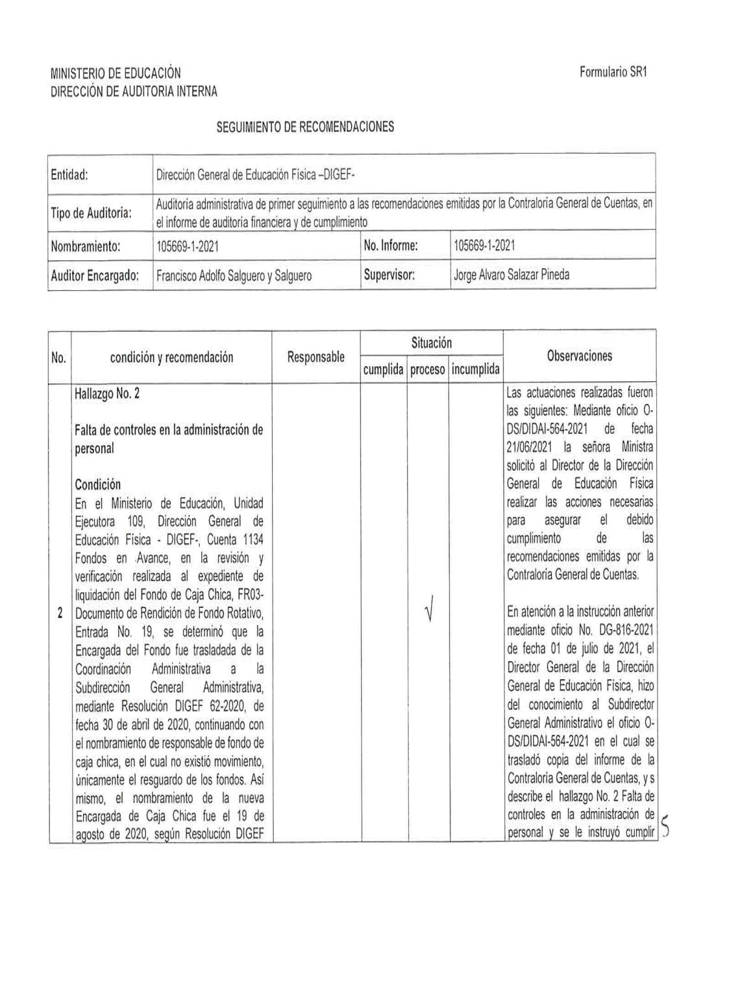 MINISTERIO DE EDUCACIÓN
DIRECCIÓN DE AUDITORIA INTERNA
Formulario SR1
SEGUIMIENTO DE RECOMENDACIONES
Entidad: Dirección General de Educación Física –DIGEF-
Tipo de Auditoria: Auditoría administrativa de primer seguimiento a las recomendaciones emitidas por la Contraloría General de Cuentas, en
el informe de auditoria financiera y de cumplimiento
Nombramiento: 105669-1-2021 No. Informe: 105669-1-2021
Auditor Encargado: Francisco Adolfo Salguero y Salguero Supervisor: Jorge Alvaro Salazar Pineda
No. condición y recomendación Responsable Situación Observaciones
cumplida proceso incumplida
2
Hallazgo No. 2
Falta de controles en la administración de
personal
Condición
En el Ministerio de Educación, Unidad
Ejecutora 109, Dirección General de
Educación Física - DIGEF-, Cuenta 1134
Fondos en Avance, en la revisión y
verificación realizada al expediente de
liquidación del Fondo de Caja Chica, FR03-
Documento de Rendición de Fondo Rotativo,
Entrada No. 19, se determinó que la
Encargada del Fondo fue trasladada de la
Coordinación Administrativa a la
Subdirección General Administrativa,
mediante Resolución DIGEF 62-2020, de
fecha 30 de abril de 2020, continuando con
el nombramiento de responsable de fondo de
caja chica, en el cual no existió movimiento,
únicamente el resguardo de los fondos. Así
mismo, el nombramiento de la nueva
Encargada de Caja Chica fue el 19 de
agosto de 2020, según Resolución DIGEF
√
Las actuaciones realizadas fueron
las siguientes: Mediante oficio O-
DS/DIDAI-564-2021 de fecha
21/06/2021 la señora Ministra
solicitó al Director de la Dirección
General de Educación Física
realizar las acciones necesarias
para asegurar el debido
cumplimiento de las
recomendaciones emitidas por la
Contraloría General de Cuentas.
En atención a la instrucción anterior
mediante oficio No. DG-816-2021
de fecha 01 de julio de 2021, el
Director General de la Dirección
General de Educación Física, hizo
del conocimiento al Subdirector
General Administrativo el oficio O-
DS/DIDAI-564-2021 en el cual se
trasladó copia del informe de la
Contraloría General de Cuentas, y s
describe el hallazgo No. 2 Falta de
controles en la administración de
personal y se le instruyó cumplir